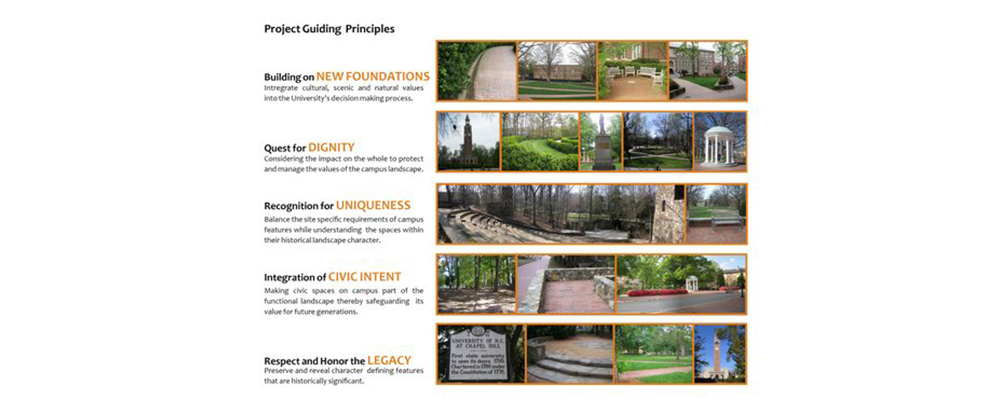 Project Guiding Principles
Building on NEW FOUNDATIONS
Intregrate cultural, scenic and natural values
into the University's decision making process.
Quest for DIGNITY
Considering the impact on the whole to protect
and manage the values of the campus landscape.
Recognition for UNIQUENESS
Balance the site specific requirements of campus
features while understanding the spaces within
their historical landscape character.
Integration of CIVIC INTENT
Making civic spaces on campus part of the
functional landscape thereby safeguarding its
value for future generations.
Respect and Honor the LEGACY
Preserve and reveal character defining features
that are historically significant.
UNIVERSITY OF N.C.
AT CHAPEL HILL
First state university
to open its doors, 1795.
Chartered in 1789 under
the Constitution of 1776.